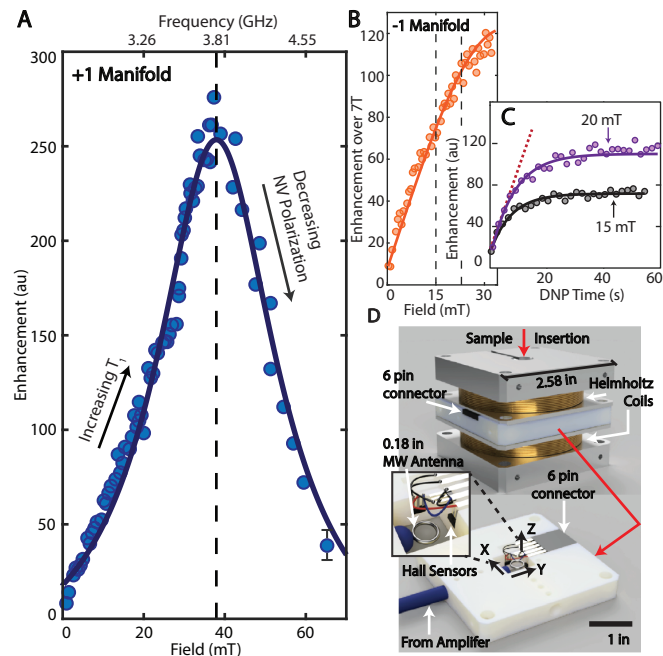 A
Frequency (GHz)
3.26 3.81 4.55
+1 Manifold
Enhancement (au)
300
250
200
150
100
50
0
Increasing T1
Decreasing
NV Polarization
0 20 40 60
Field (mT)
B
-1 Manifold
Enhancement over 7T
120
100
80
60
40
20
0
0 15 30
Field (mT)
C
Enhancement (au)
120
80
40
0
20 mT
15 mT
0 20 40 60
DNP Time (s)
D
Sample Insertion
2.58 in
6 pin
connector
Helmholtz
Coils
0.18 in
MW Antenna
6 pin
connector
Hall Sensors
Z
X
Y
From Amplifer
1 in